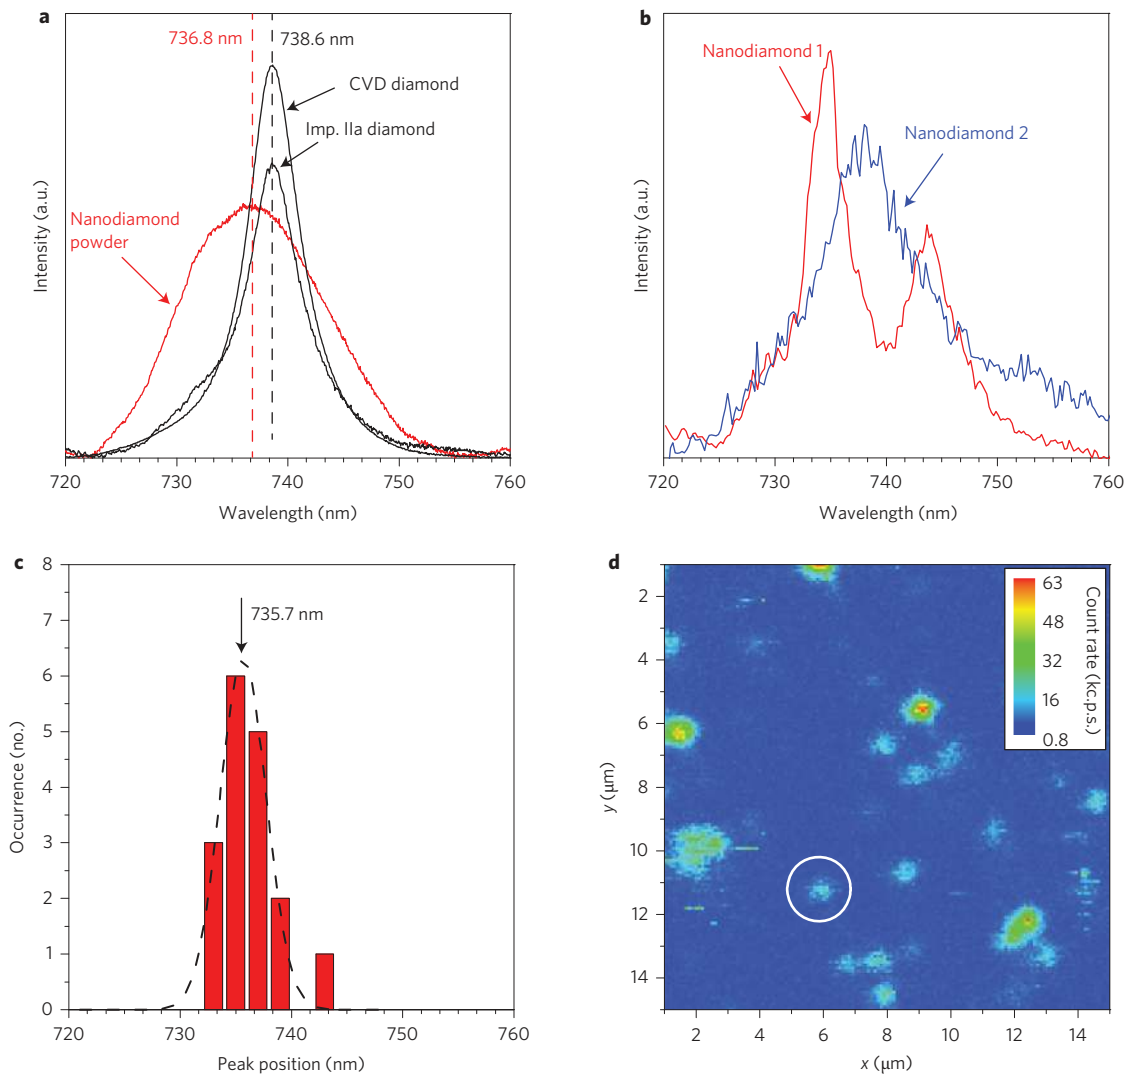 a
736.8 nm
738.6 nm
CVD diamond
Imp. IIa diamond
Nanodiamond
powder
Intensity (a.u.)
720
730
740
750
760
Wavelength (nm)
b
Nanodiamond 1
Nanodiamond 2
Intensity (a.u.)
720
730
740
750
760
Wavelength (nm)
c
735.7 nm
Occurrence (no.)
8
7
6
5
4
3
2
1
0
720
730
740
750
760
Peak position (nm)
d
63
48
32
16
0.8
Count rate (kc.p.s.)
y (μm)
2
4
6
8
10
12
14
2
4
6
8
10
12
14
x (μm)